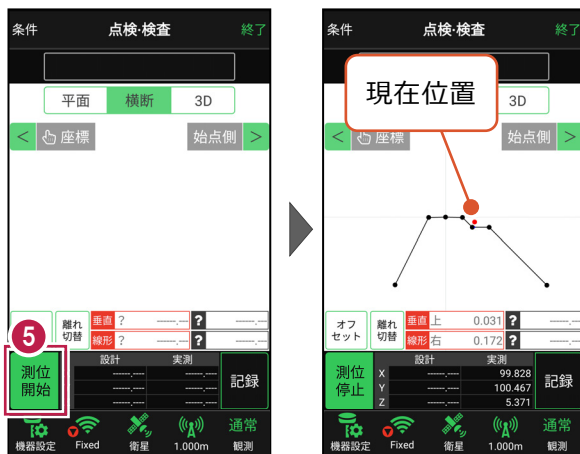 条件 点検・検査 終了
平面 横断 3D
< 座標 始点側 >
5
離れ切替 垂直 ? -----.--- ? -----.---
線形 ? -----.--- ? -----.---
設計 実測
測位開始
-----.--- -----.---
-----.--- -----.---
-----.--- -----.---
記録
機器設定 Fixed 衛星 1.000m 通常 観測
条件 点検・検査 終了
現在位置
3D
< 座標 始点側 >
オフセット 離れ切替 垂直 上 0.031 ? -----.---
線形 右 0.172 ? -----.---
設計 実測
測位停止
X -----.--- 99.828
Y -----.--- 100.467
Z -----.--- 5.371
記録
機器設定 Fixed 衛星 1.000m 通常 観測